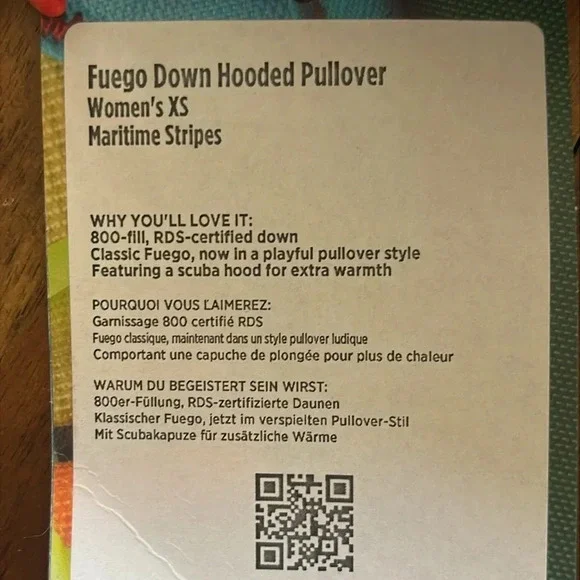 Fuego Down Hooded Pullover
Women's XS
Maritime Stripes
WHY YOU'LL LOVE IT:
800-fill, RDS-certified down
Classic Fuego, now in a playful pullover style
Featuring a scuba hood for extra warmth
POURQUOI VOUS L'AIMEREZ:
Garnissage 800 certifié RDS
Fuego classique, maintenant dans un style pullover ludique
Comportant une capuche de plongée pour plus de chaleur
WARUM DU BEGEISTERT SEIN WIRST:
800er-Füllung, RDS-zertifizierte Daunen
Klassischer Fuego, jetzt im verspielten Pullover-Stil
Mit Scubakapuze für zusätzliche Wärme